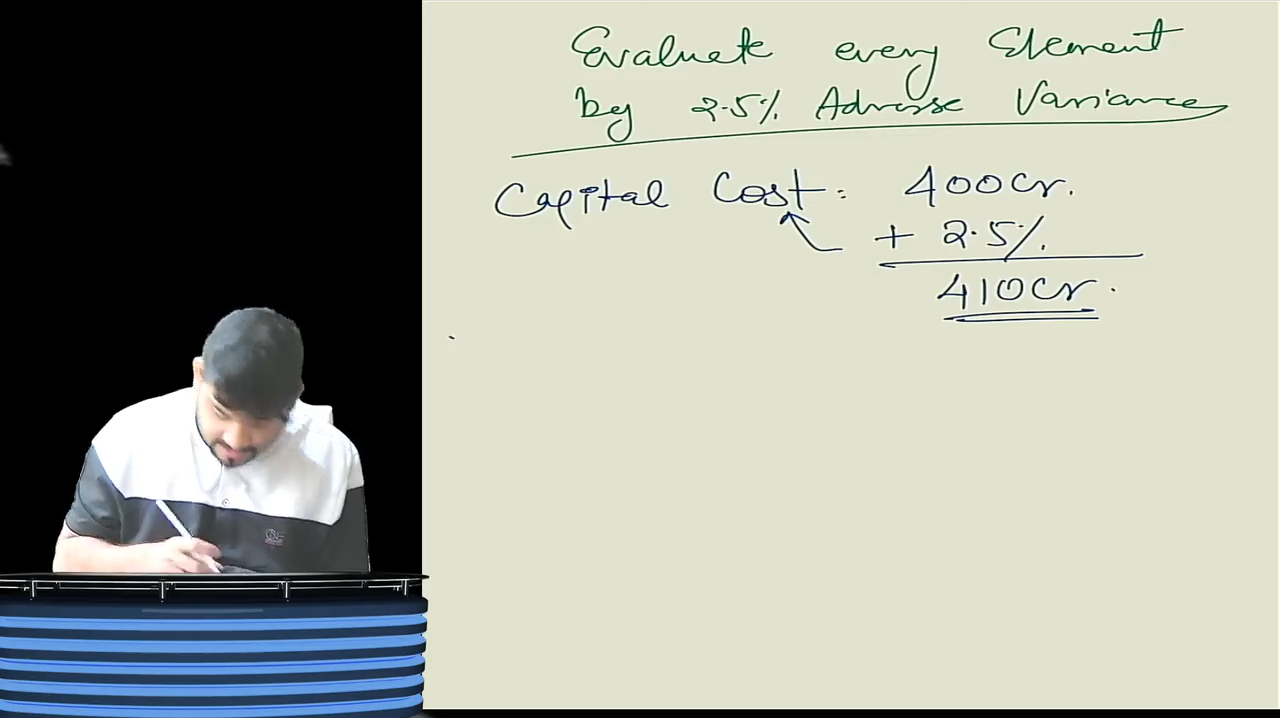 Evaluate every Element
by 2.5% Adverse Variance
Capital Cost: 400Cr.
+ 2.5%
410Cr.